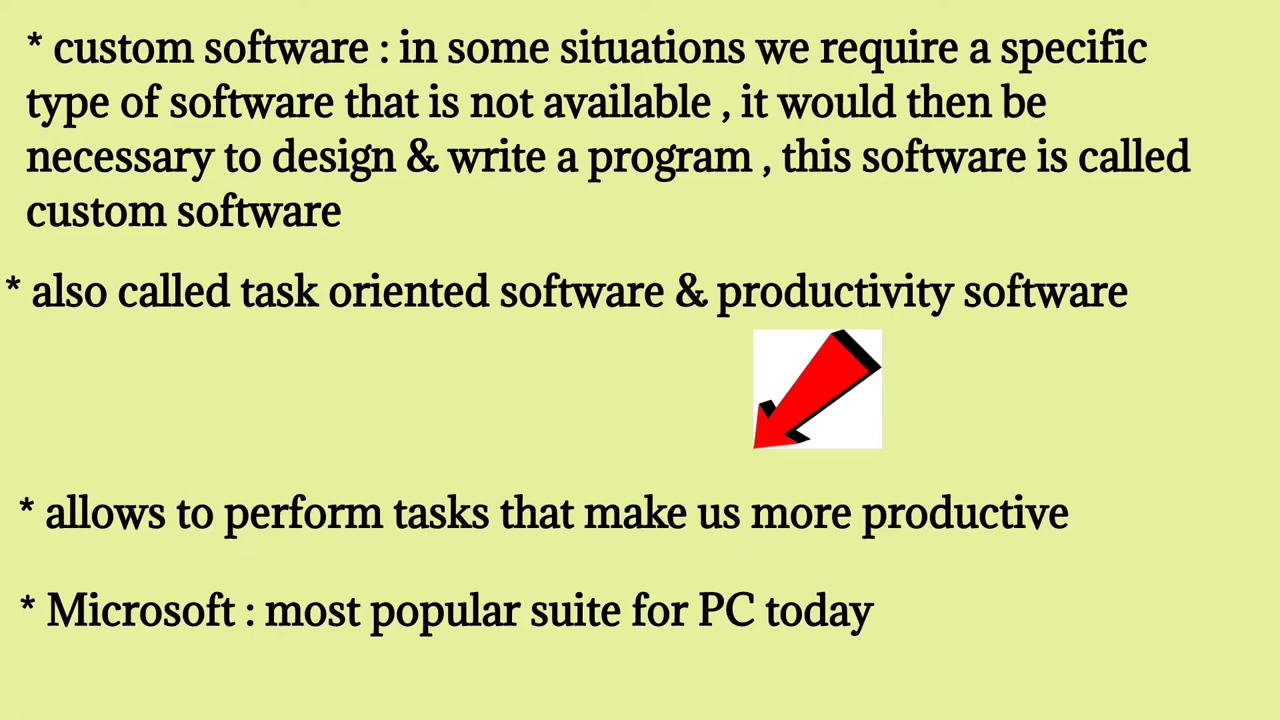 * custom software : in some situations we require a specific
type of software that is not available , it would then be
necessary to design & write a program , this software is called
custom software
* also called task oriented software & productivity software
* allows to perform tasks that make us more productive
* Microsoft : most popular suite for PC today